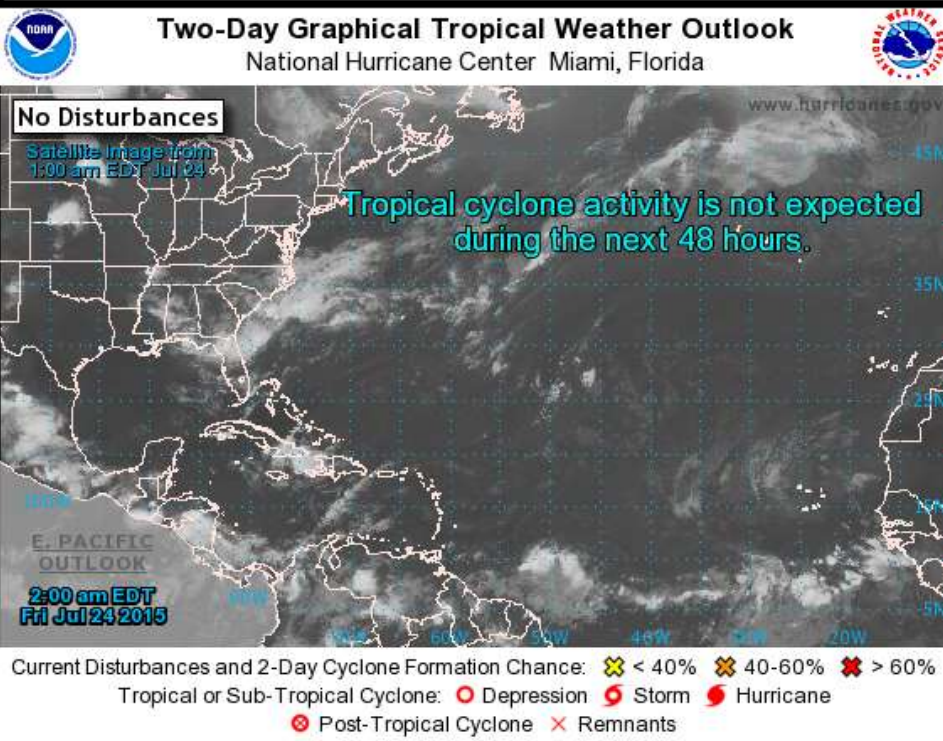 NOAA
Two-Day Graphical Tropical Weather Outlook
National Hurricane Center Miami, Florida
NATIONAL WEATHER SERVICE
www.hurricanes.gov
No Disturbances
Satellite Image from
1:00 am EDT Jul 24
45N
Tropical cyclone activity is not expected
during the next 48 hours.
35N
25N
15N
E. PACIFIC
OUTLOOK
2:00 am EDT
Fri Jul 24 2015
5N
60W
50W
40W
20W
Current Disturbances and 2-Day Cyclone Formation Chance: < 40% 40-60% > 60%
Tropical or Sub-Tropical Cyclone: Depression Storm Hurricane
Post-Tropical Cyclone Remnants